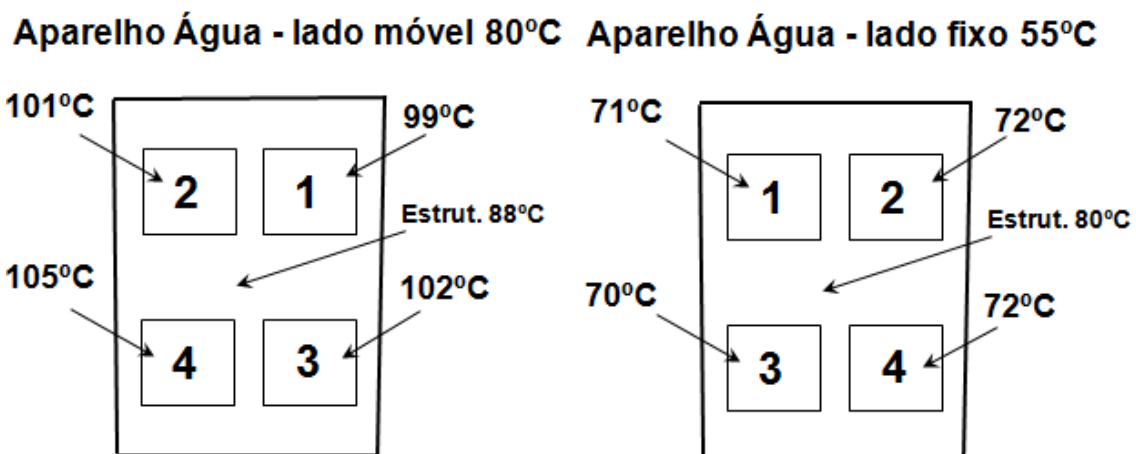 Aparelho Água - lado móvel 80ºC
101ºC
99ºC
2
1
Estrut. 88ºC
105ºC
102ºC
4
3
Aparelho Água - lado fixo 55ºC
71ºC
72ºC
1
2
Estrut. 80ºC
70ºC
72ºC
3
4